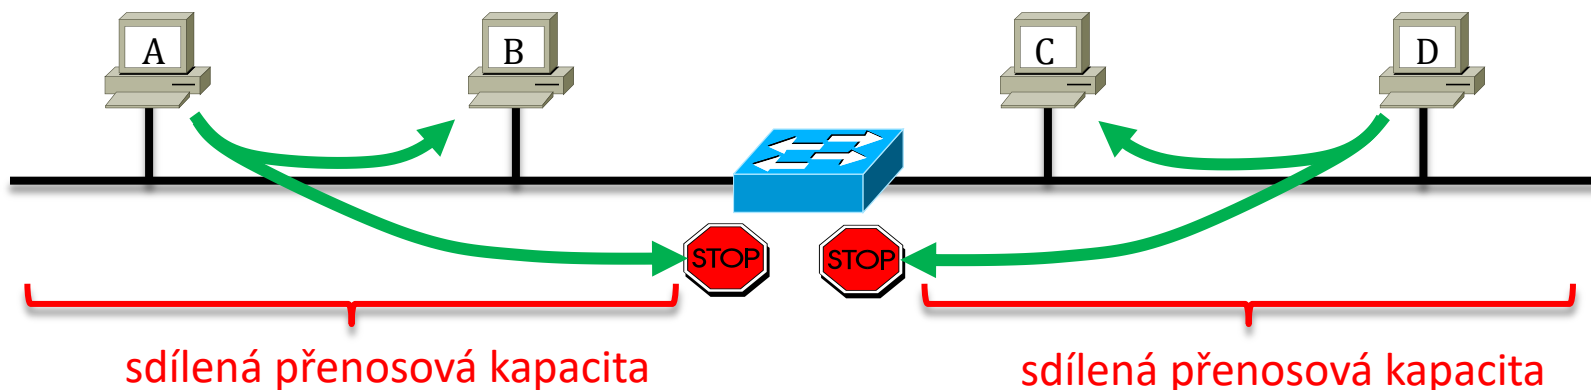 A
B
C
D
STOP
STOP
sdílená přenosová kapacita
sdílená přenosová kapacita